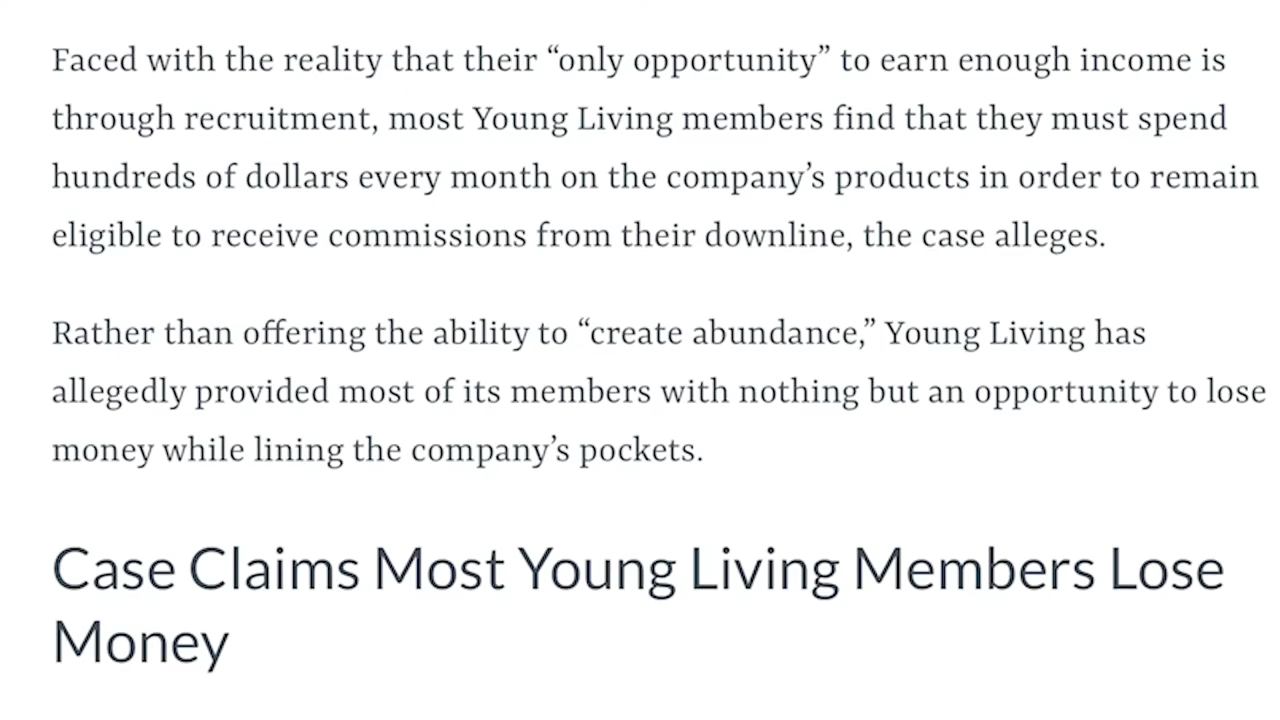 Faced with the reality that their “only opportunity” to earn enough income is
through recruitment, most Young Living members find that they must spend
hundreds of dollars every month on the company’s products in order to remain
eligible to receive commissions from their downline, the case alleges.
Rather than offering the ability to “create abundance,” Young Living has
allegedly provided most of its members with nothing but an opportunity to lose
money while lining the company’s pockets.
Case Claims Most Young Living Members Lose
Money